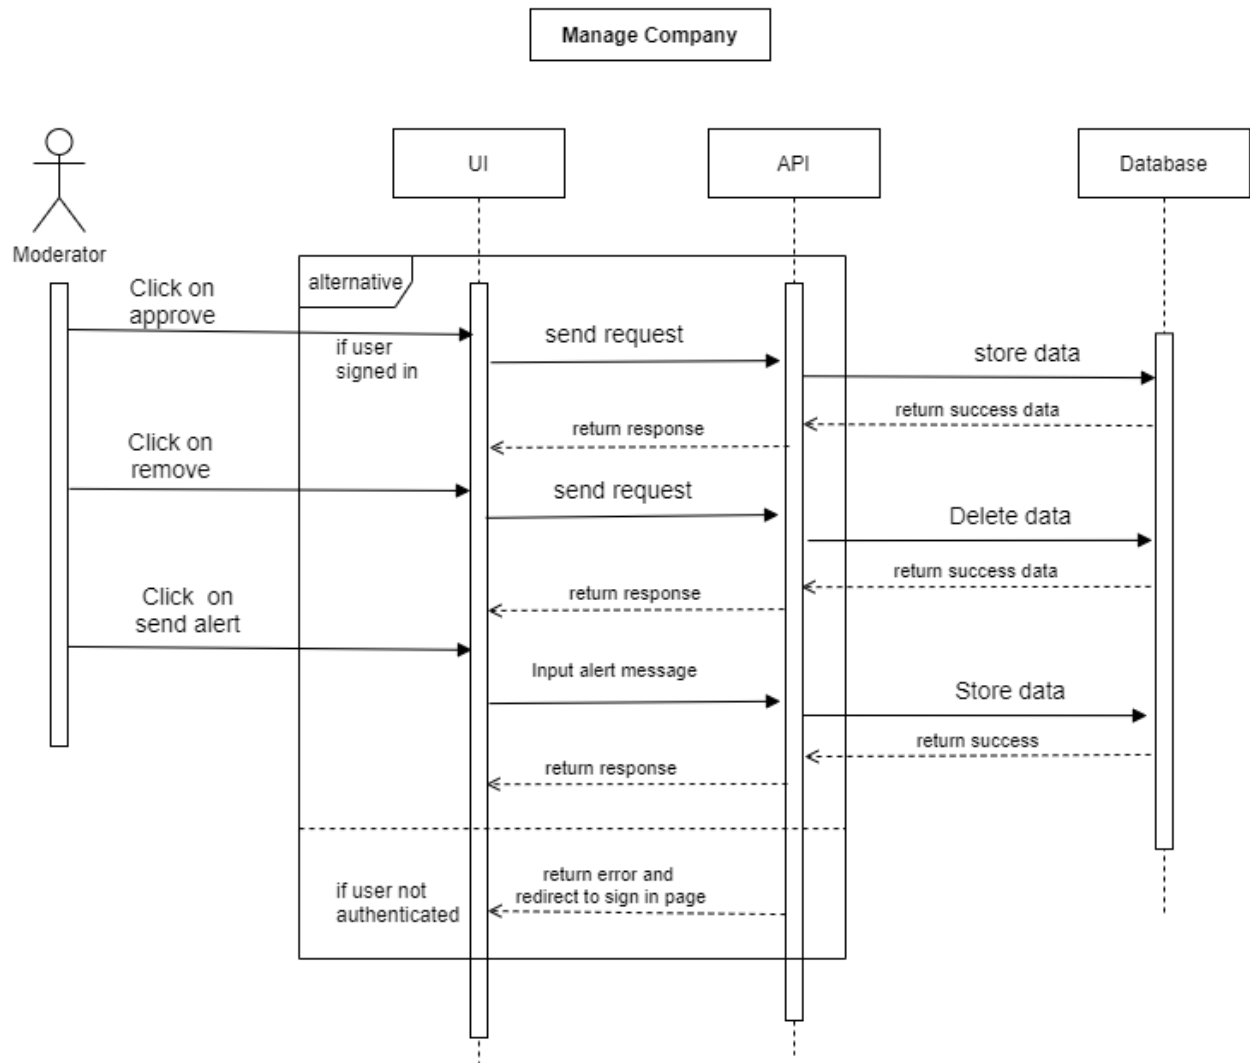 Manage Company
UI
API
Database
Moderator
alternative
Click on
approve
if user
signed in
send request
store data
return success data
return response
Click on
remove
send request
Delete data
return success data
return response
Click on
send alert
Input alert message
Store data
return success
return response
if user not
authenticated
return error and
redirect to sign in page